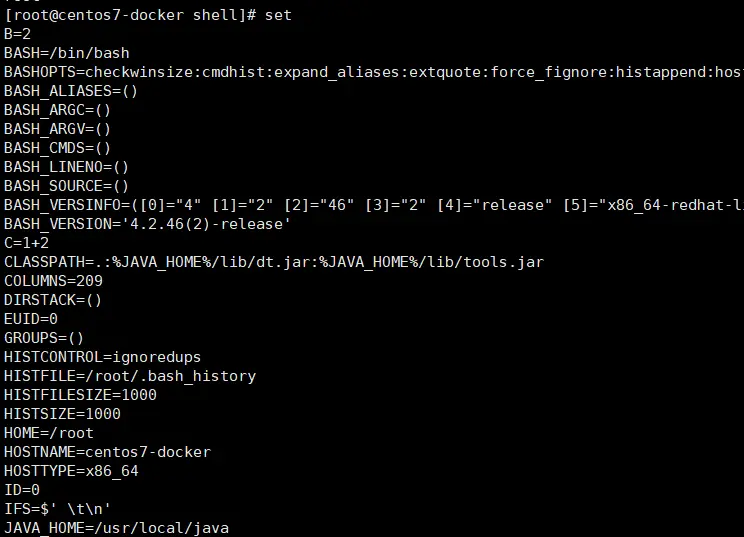 [root@centos7-docker shell]# set
B=2
BASH=/bin/bash
BASHOPTS=checkwinsize:cmdhist:expand_aliases:extquote:force_fignore:histappend:hos
BASH_ALIASES=()
BASH_ARGC=()
BASH_ARGV=()
BASH_CMDS=()
BASH_LINENO=()
BASH_SOURCE=()
BASH_VERSINFO=([0]="4" [1]="2" [2]="46" [3]="2" [4]="release" [5]="x86_64-redhat-li
BASH_VERSION='4.2.46(2)-release'
C=1+2
CLASSPATH=.:%JAVA_HOME%/lib/dt.jar:%JAVA_HOME%/lib/tools.jar
COLUMNS=209
DIRSTACK=()
EUID=0
GROUPS=()
HISTCONTROL=ignoredups
HISTFILE=/root/.bash_history
HISTFILESIZE=1000
HISTSIZE=1000
HOME=/root
HOSTNAME=centos7-docker
HOSTTYPE=x86_64
ID=0
IFS=$' \t\n'
JAVA_HOME=/usr/local/java